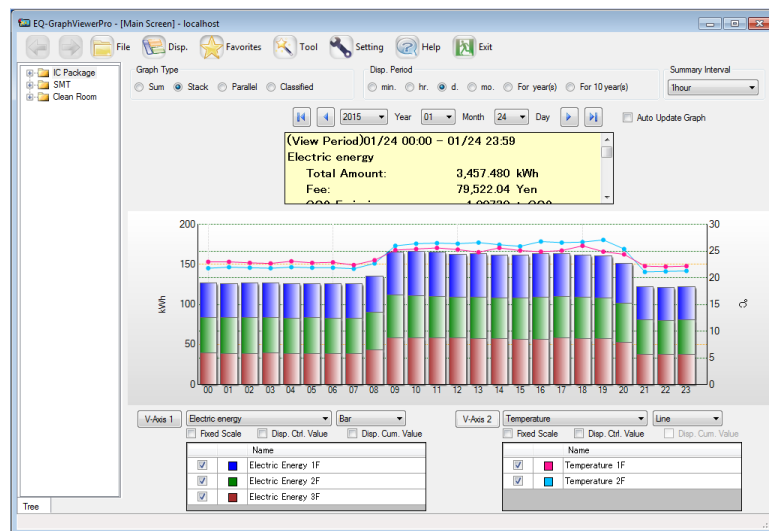 EQ-GraphViewerPro - [Main Screen] - localhost
File Disp. Favorites Tool Setting Help Exit
IC Package
SMT
Clean Room
Graph Type
Sum Stack Parallel Classified
Disp. Period
min. hr. d. mo. For year(s) For 10 year(s)
Summary Interval
1hour
2015 Year 01 Month 24 Day Auto Update Graph
(View Period)01/24 00:00 - 01/24 23:59
Electric energy
Total Amount: 3,457.480 kWh
Fee: 79,522.04 Yen
200
150
100
50
0
kWh
30
25
20
15
10
5
0
℃
00 01 02 03 04 05 06 07 08 09 10 11 12 13 14 15 16 17 18 19 20 21 22 23
V-Axis 1 Electric energy Bar
Fixed Scale Disp. Ctrl. Value Disp. Cum. Value
Name
Electric Energy 1F
Electric Energy 2F
Electric Energy 3F
V-Axis 2 Temperature Line
Fixed Scale Disp. Ctrl. Value Disp. Cum. Value
Name
Temperature 1F
Temperature 2F
Tree